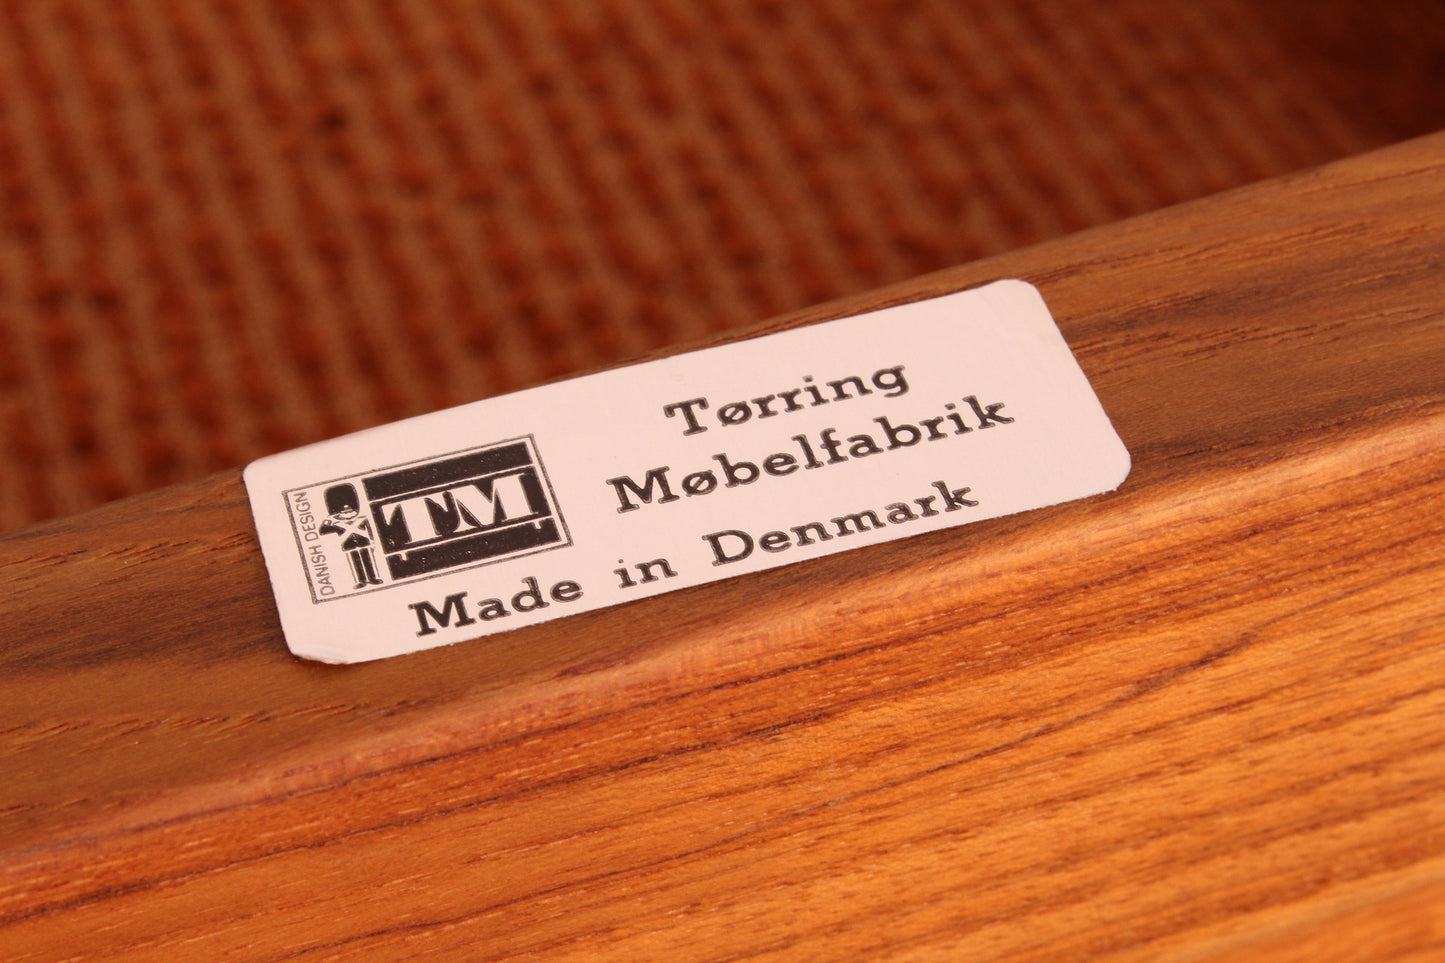 DANISH DESIGN
TM
Tørring
Møbelfabrik
Made in Denmark